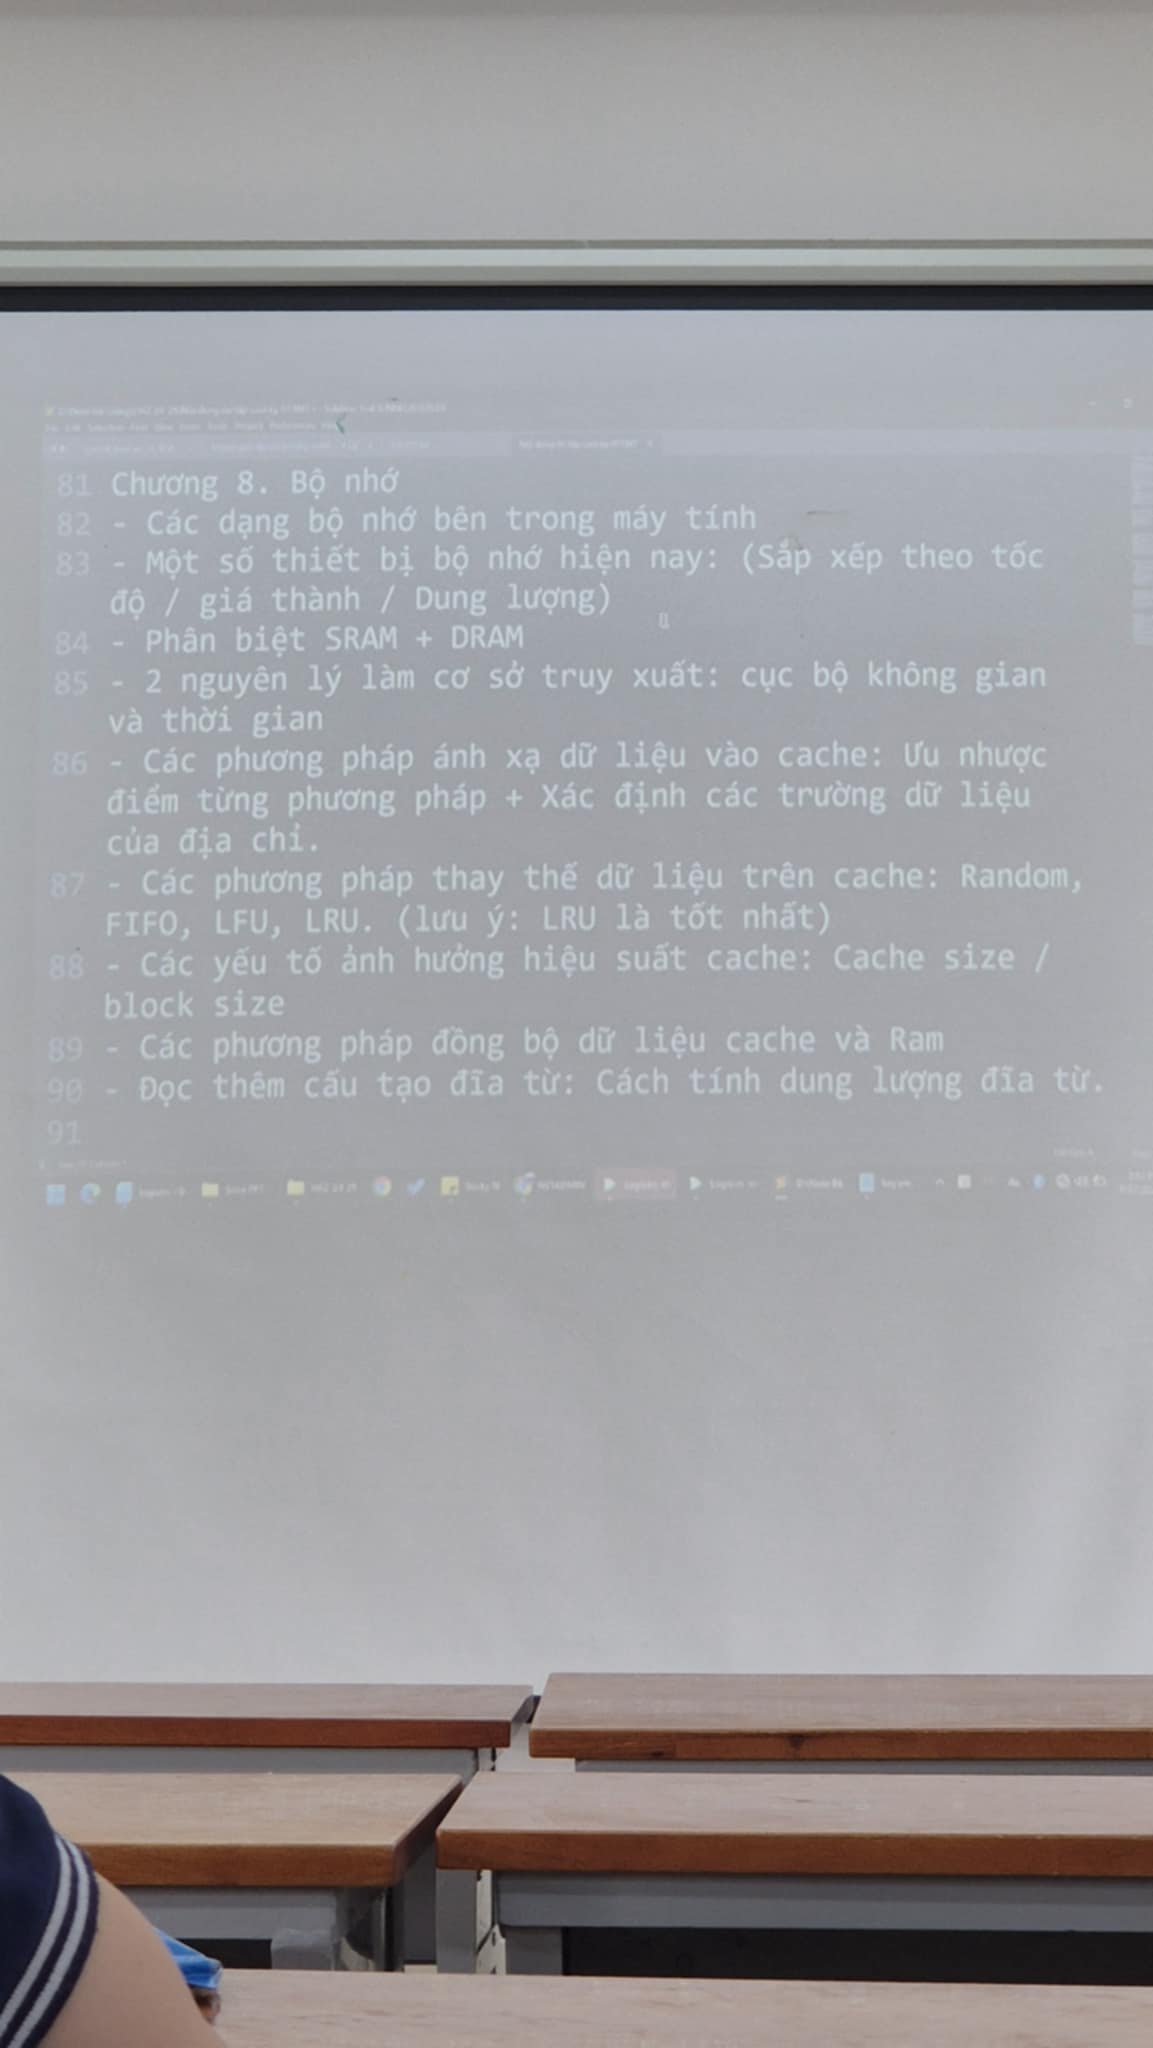 81 Chương 8. Bộ nhớ
82 - Các dạng bộ nhớ bên trong máy tính
83 - Một số thiết bị bộ nhớ hiện nay: (Sắp xếp theo tốc
độ / giá thành / Dung lượng)
84 - Phân biệt SRAM + DRAM
85 - 2 nguyên lý làm cơ sở truy xuất: cục bộ không gian
và thời gian
86 - Các phương pháp ánh xạ dữ liệu vào cache: Ưu nhược
điểm từng phương pháp + Xác định các trường dữ liệu
của địa chỉ.
87 - Các phương pháp thay thế dữ liệu trên cache: Random,
FIFO, LFU, LRU. (lưu ý: LRU là tốt nhất)
88 - Các yếu tố ảnh hưởng hiệu suất cache: Cache size /
block size
89 - Các phương pháp đồng bộ dữ liệu cache và Ram
90 - Đọc thêm cấu tạo đĩa từ: Cách tính dung lượng đĩa từ.
91